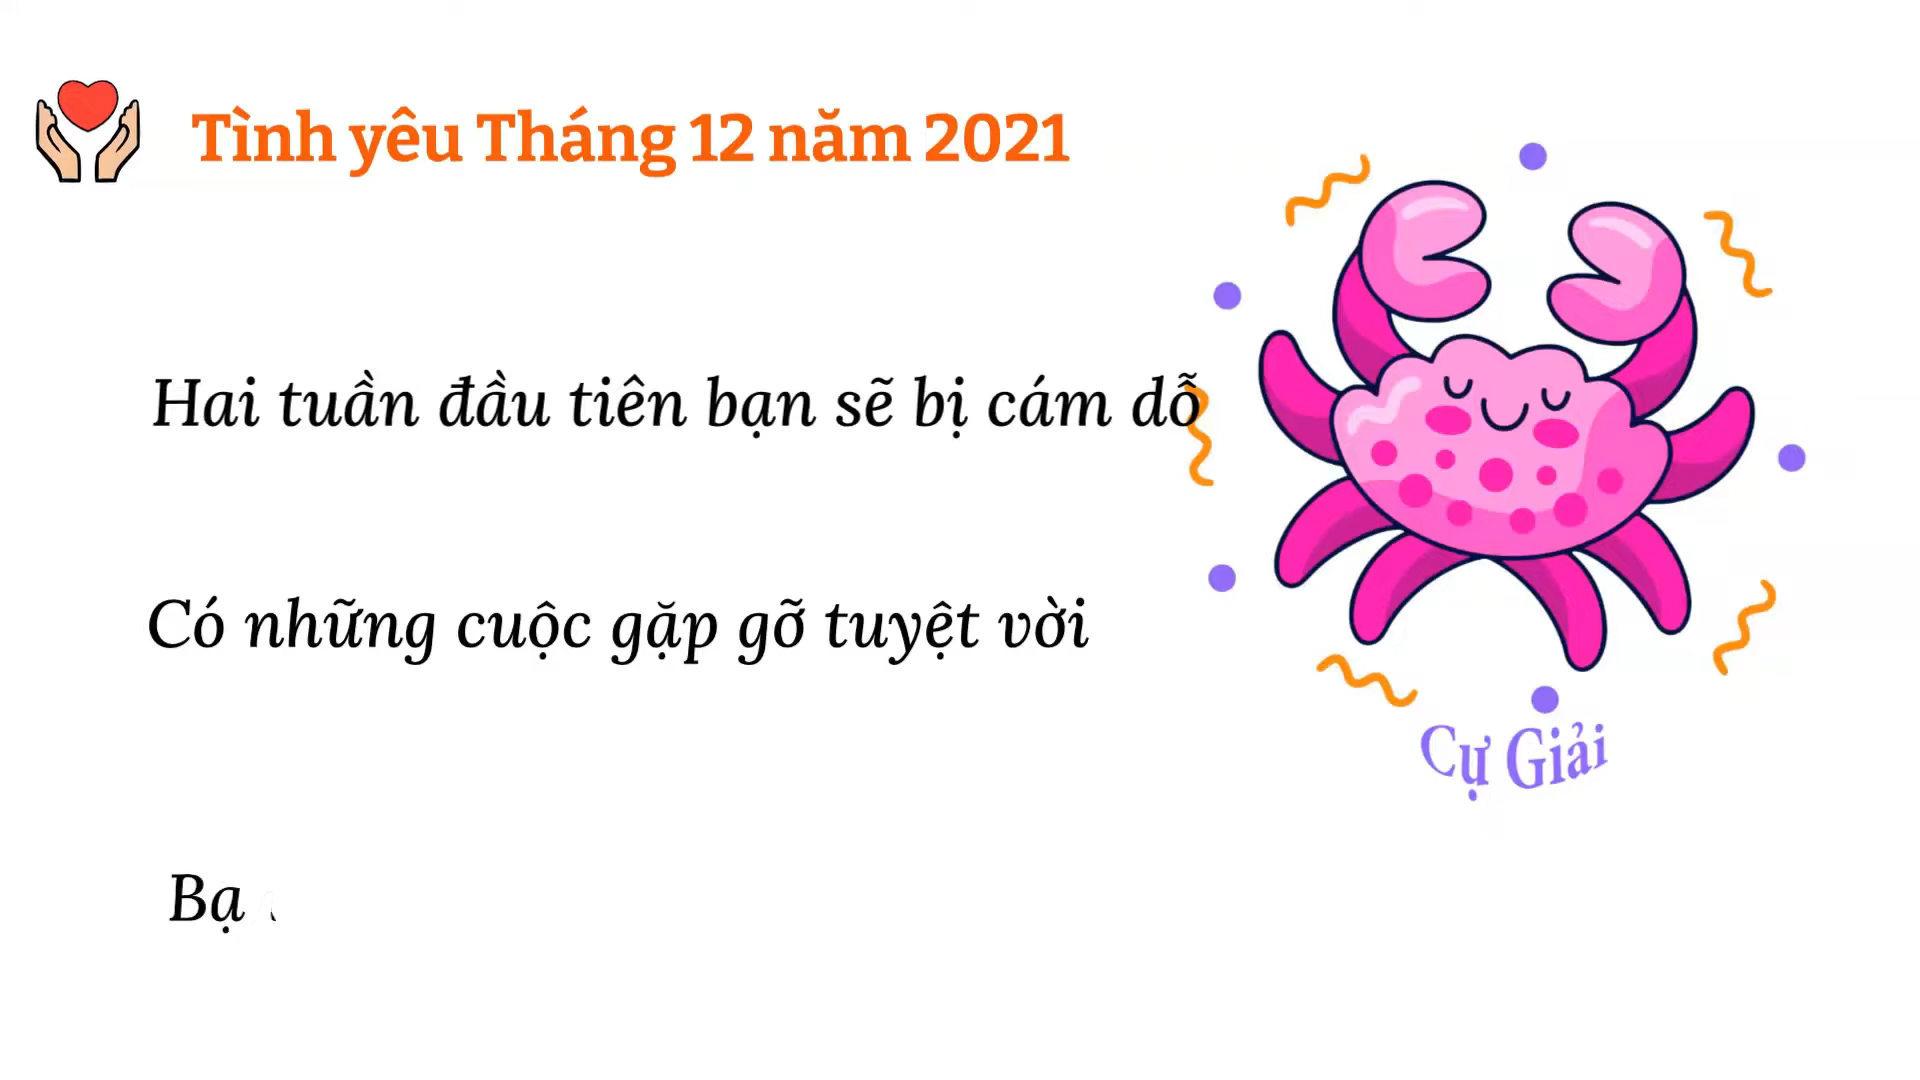 Tình yêu Tháng 12 năm 2021
Hai tuần đầu tiên bạn sẽ bị cám dỗ
Có những cuộc gặp gỡ tuyệt vời
Cự Giải